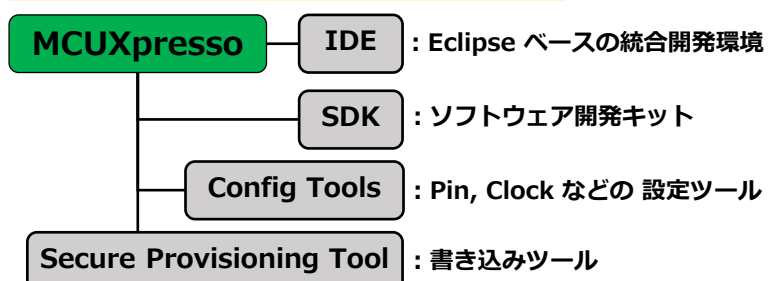 MCUXpresso IDE : Eclipse ベースの統合開発環境
SDK : ソフトウェア開発キット
Config Tools : Pin, Clock などの 設定ツール
Secure Provisioning Tool : 書き込みツール